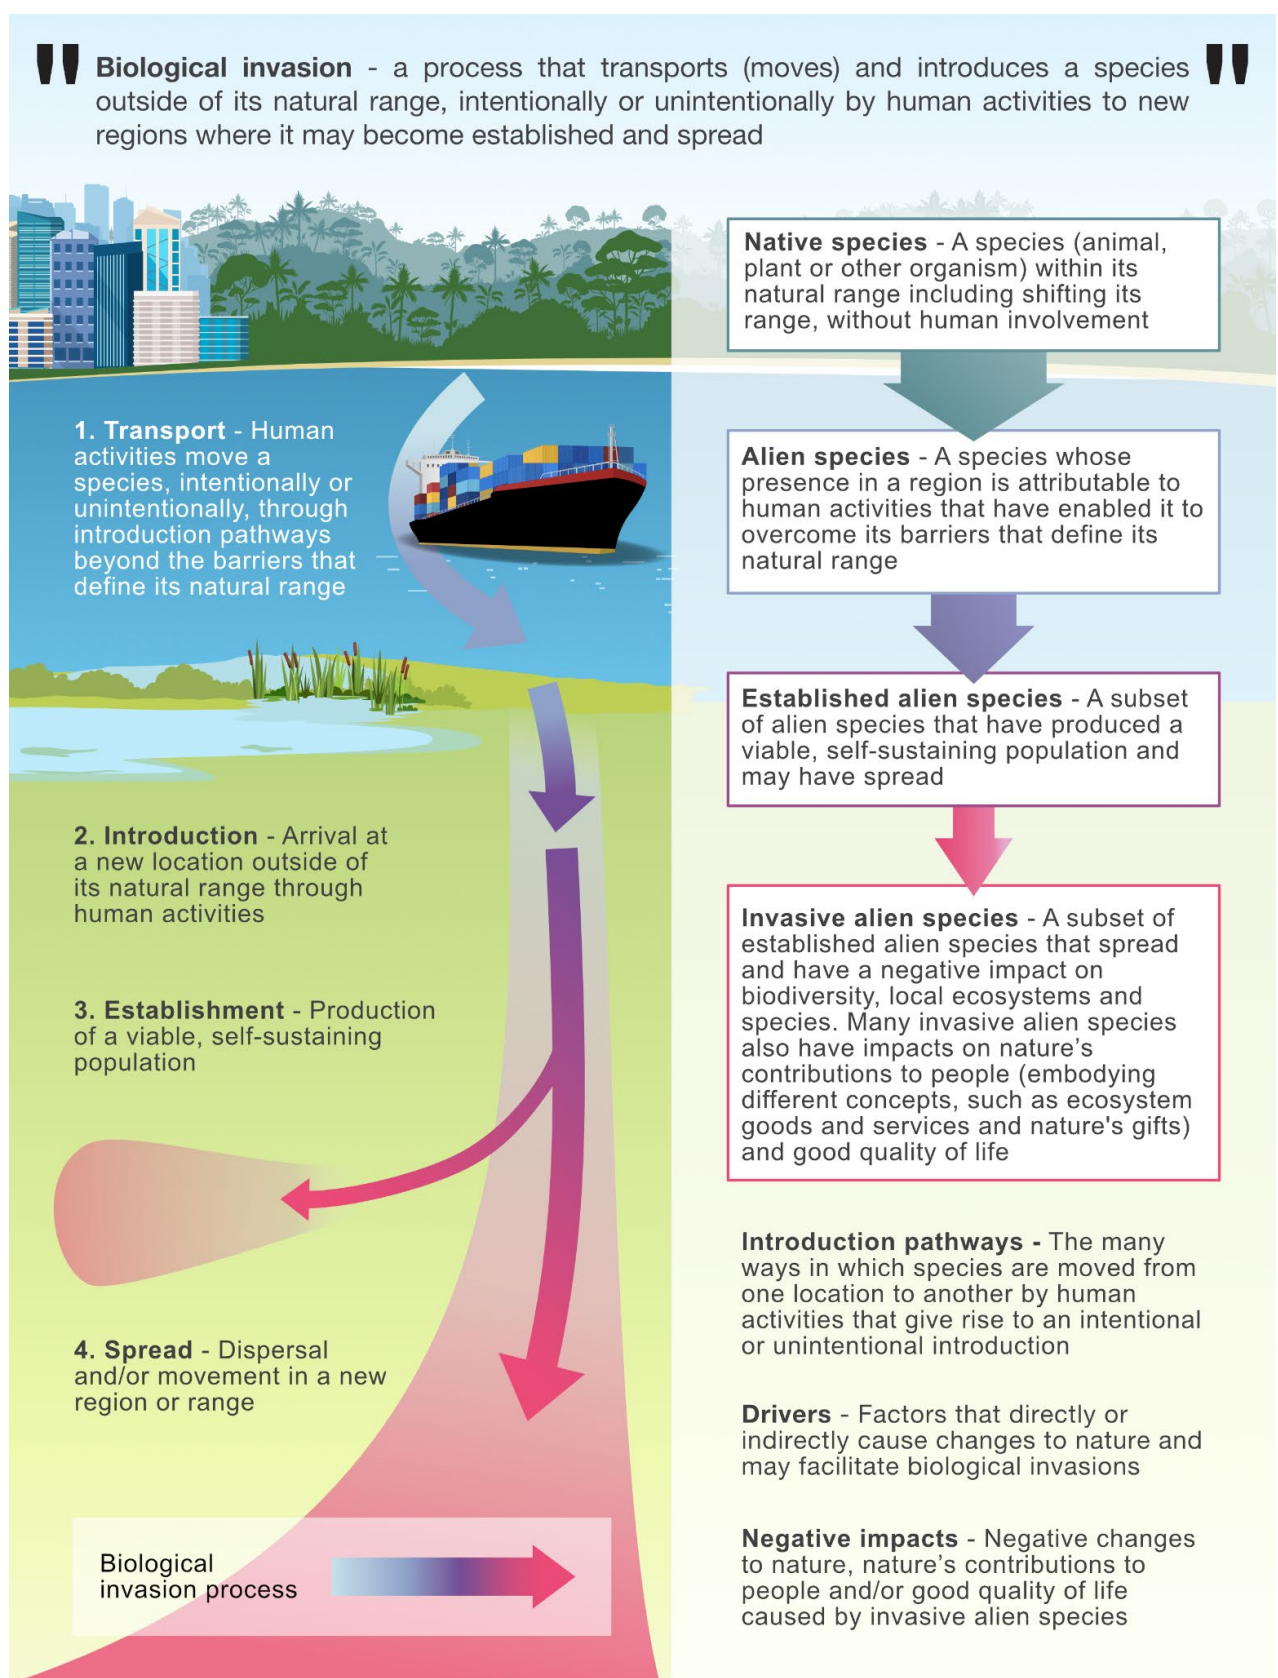 " Biological invasion - a process that transports (moves) and introduces a species "
outside of its natural range, intentionally or unintentionally by human activities to new
regions where it may become established and spread
Native species - A species (animal,
plant or other organism) within its
natural range including shifting its
range, without human involvement
1. Transport - Human
activities move a
species, intentionally or
unintentionally, through
introduction pathways
beyond the barriers that
define its natural range
Alien species - A species whose
presence in a region is attributable to
human activities that have enabled it to
overcome its barriers that define its
natural range
Established alien species - A subset
of alien species that have produced a
viable, self-sustaining population and
may have spread
2. Introduction - Arrival at
a new location outside of
its natural range through
human activities
3. Establishment - Production
of a viable, self-sustaining
population
Invasive alien species - A subset of
established alien species that spread
and have a negative impact on
biodiversity, local ecosystems and
species. Many invasive alien species
also have impacts on nature’s
contributions to people (embodying
different concepts, such as ecosystem
goods and services and nature's gifts)
and good quality of life
4. Spread - Dispersal
and/or movement in a new
region or range
Introduction pathways - The many
ways in which species are moved from
one location to another by human
activities that give rise to an intentional
or unintentional introduction
Drivers - Factors that directly or
indirectly cause changes to nature and
may facilitate biological invasions
Negative impacts - Negative changes
to nature, nature’s contributions to
people and/or good quality of life
caused by invasive alien species
Biological
invasion process